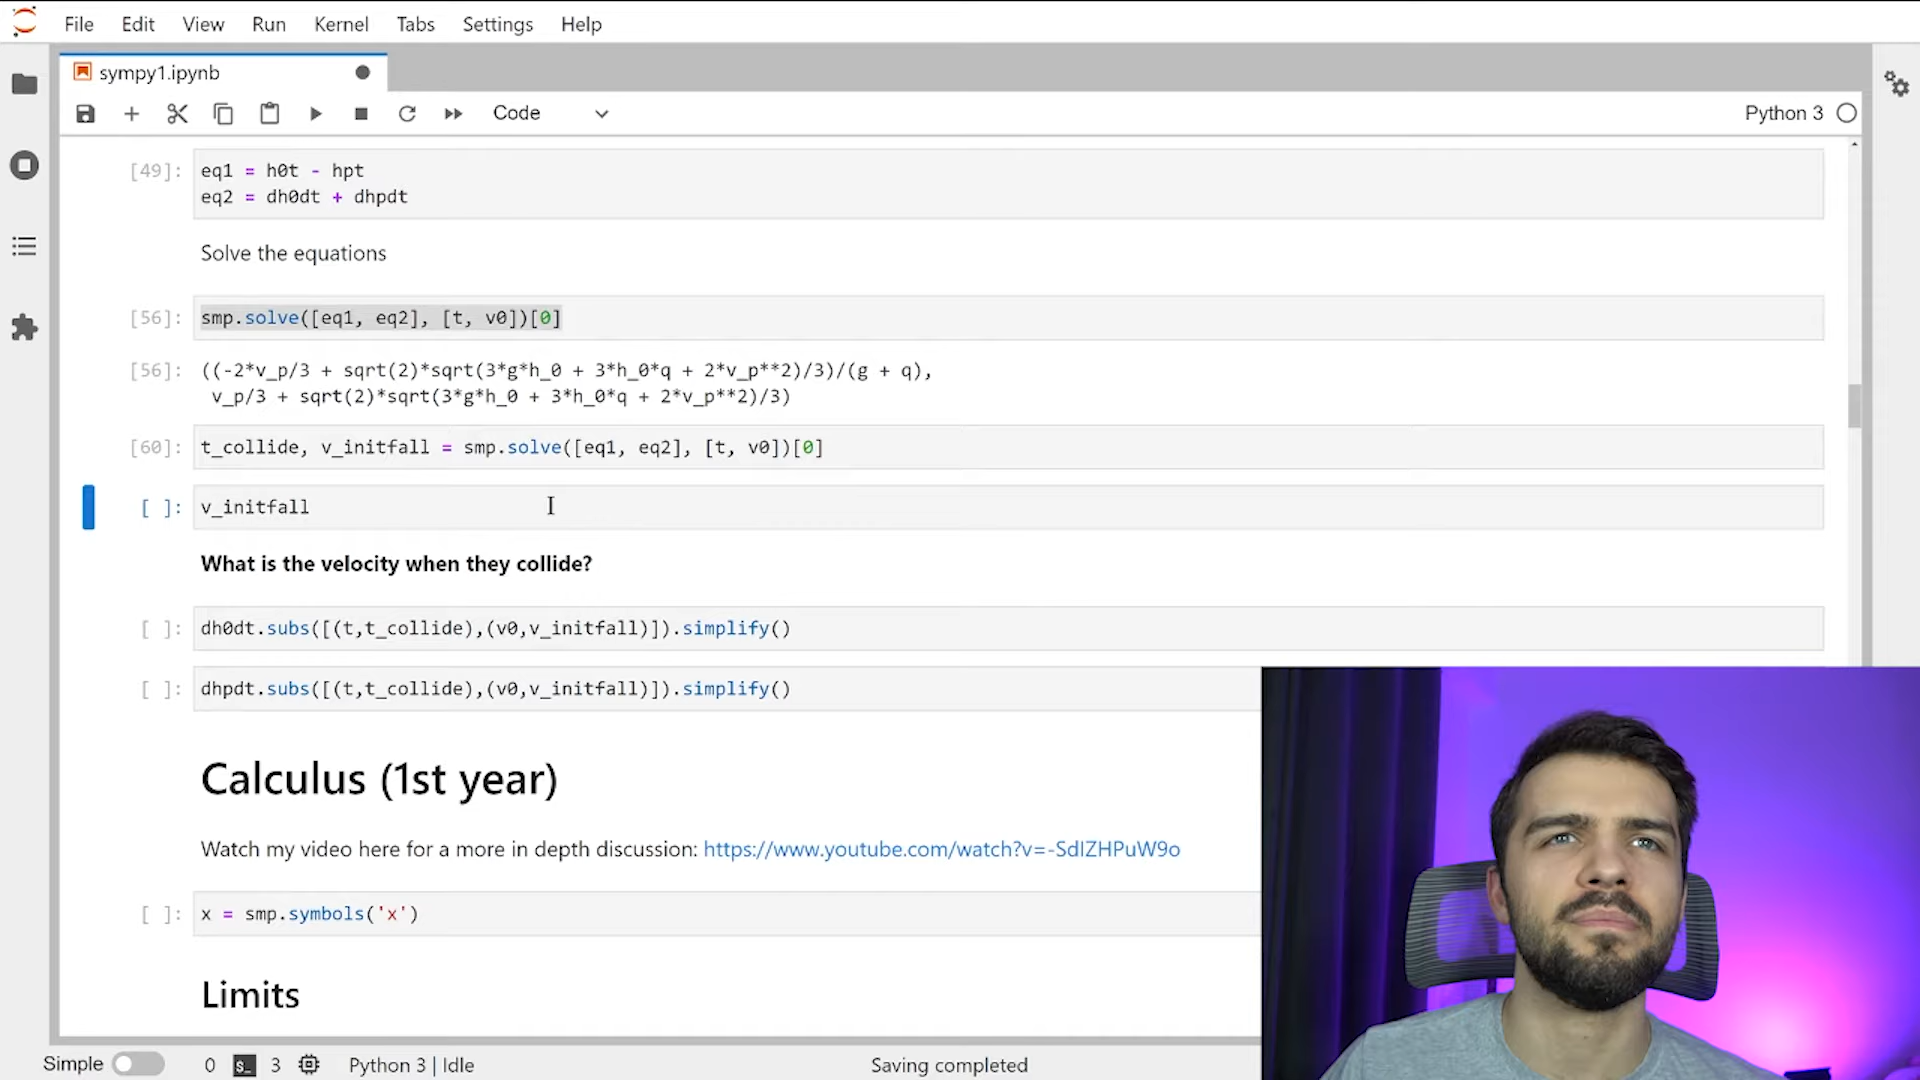 File Edit View Run Kernel Tabs Settings Help
sympy1.ipynb
Code
Python 3
[49]: eq1 = h0t - hpt
eq2 = dh0dt + dhpdt
Solve the equations
[56]: smp.solve([eq1, eq2], [t, v0])[0]
[56]: ((-2*v_p/3 + sqrt(2)*sqrt(3*g*h_0 + 3*h_0*q + 2*v_p**2)/3)/(g + q),
v_p/3 + sqrt(2)*sqrt(3*g*h_0 + 3*h_0*q + 2*v_p**2)/3)
[60]: t_collide, v_initfall = smp.solve([eq1, eq2], [t, v0])[0]
[ ]: v_initfall
What is the velocity when they collide?
[ ]: dh0dt.subs([(t,t_collide),(v0,v_initfall)]).simplify()
[ ]: dhpdt.subs([(t,t_collide),(v0,v_initfall)]).simplify()
Calculus (1st year)
Watch my video here for a more in depth discussion: https://www.youtube.com/watch?v=-SdIZHPuW9o
[ ]: x = smp.symbols('x')
Limits
Simple 0 $_ 3 Python 3 | Idle Saving completed